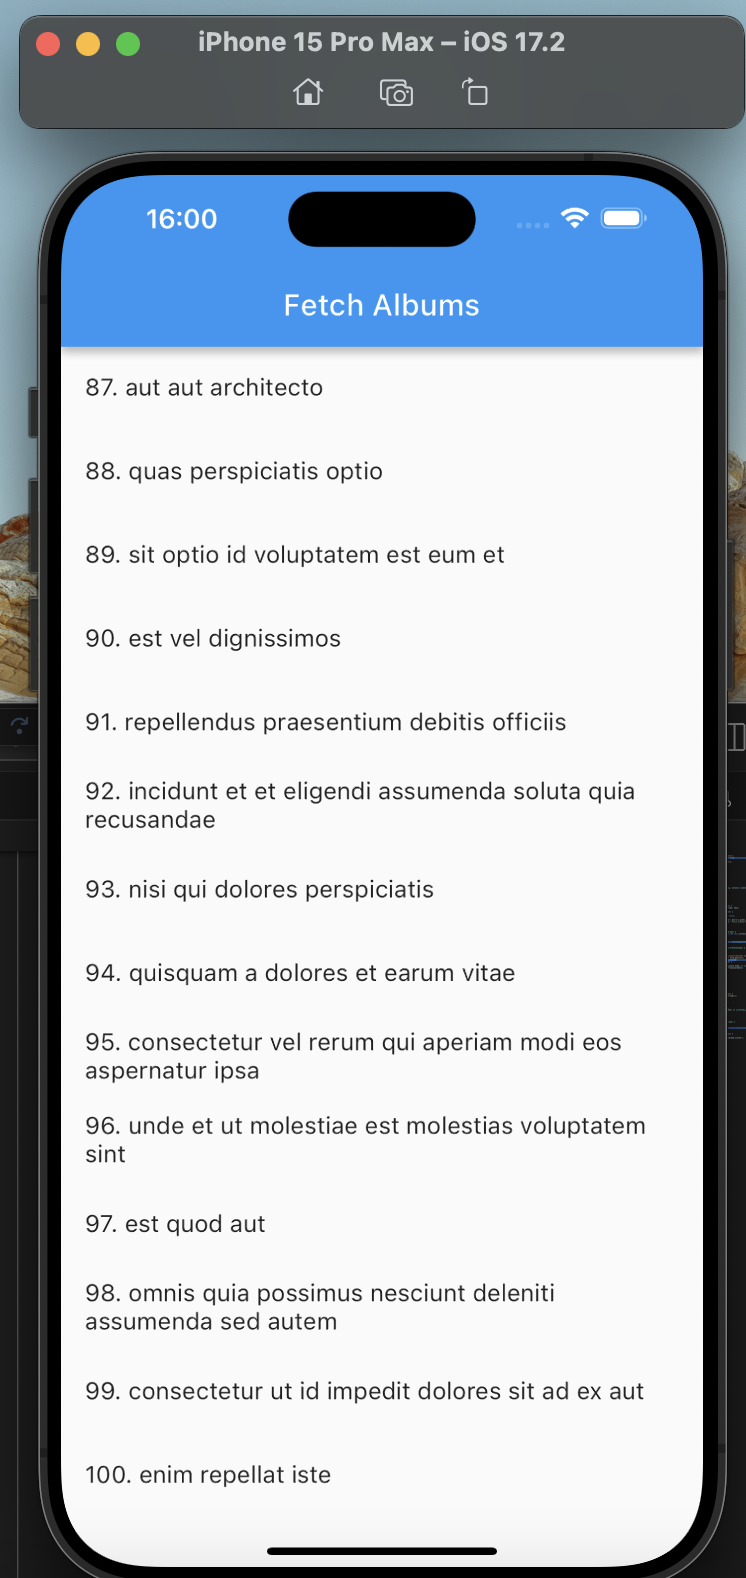 iPhone 15 Pro Max – iOS 17.2
16:00
Fetch Albums
87. aut aut architecto
88. quas perspiciatis optio
89. sit optio id voluptatem est eum et
90. est vel dignissimos
91. repellendus praesentium debitis officiis
92. incidunt et et eligendi assumenda soluta quia
recusandae
93. nisi qui dolores perspiciatis
94. quisquam a dolores et earum vitae
95. consectetur vel rerum qui aperiam modi eos
aspernatur ipsa
96. unde et ut molestiae est molestias voluptatem
sint
97. est quod aut
98. omnis quia possimus nesciunt deleniti
assumenda sed autem
99. consectetur ut id impedit dolores sit ad ex aut
100. enim repellat iste